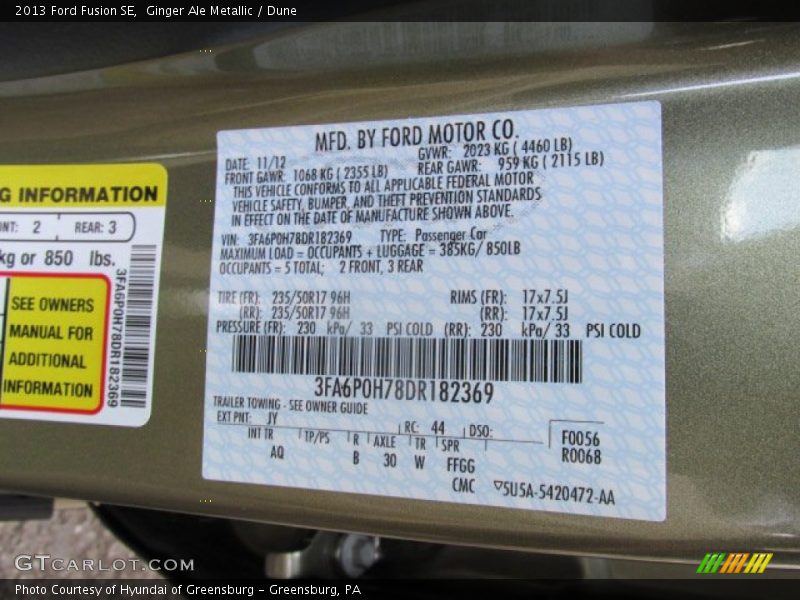 2013 Ford Fusion SE,  Ginger Ale Metallic / Dune
G INFORMATION
NT: 2 REAR: 3
kg or 850 lbs.
SEE OWNERS
MANUAL FOR
ADDITIONAL
INFORMATION
3FA6P0H78DR182369
MFD. BY FORD MOTOR CO.
DATE: 11/12 GVWR: 2023 KG ( 4460 LB)
FRONT GAWR: 1068 KG ( 2355 LB) REAR GAWR: 959 KG ( 2115 LB)
THIS VEHICLE CONFORMS TO ALL APPLICABLE FEDERAL MOTOR
VEHICLE SAFETY, BUMPER, AND THEFT PREVENTION STANDARDS
IN EFFECT ON THE DATE OF MANUFACTURE SHOWN ABOVE.
VIN: 3FA6P0H78DR182369 TYPE: Passenger Car
MAXIMUM LOAD = OCCUPANTS + LUGGAGE = 385KG/ 850LB
OCCUPANTS = 5 TOTAL; 2 FRONT, 3 REAR
TIRE (FR): 235/50R17 96H RIMS (FR): 17x7.5J
(RR): 235/50R17 96H (RR): 17x7.5J
PRESSURE (FR): 230 kPa/ 33 PSI COLD (RR): 230 kPa/ 33 PSI COLD
3FA6P0H78DR182369
TRAILER TOWING - SEE OWNER GUIDE
EXT PNT: JY RC: 44 DSO: F0056
INT TR TP/PS R AXLE TR SPR R0068
AQ B 30 W FFGG
CMC ▽5U5A-5420472-AA
GTCARLOT.COM
Photo Courtesy of Hyundai of Greensburg - Greensburg, PA